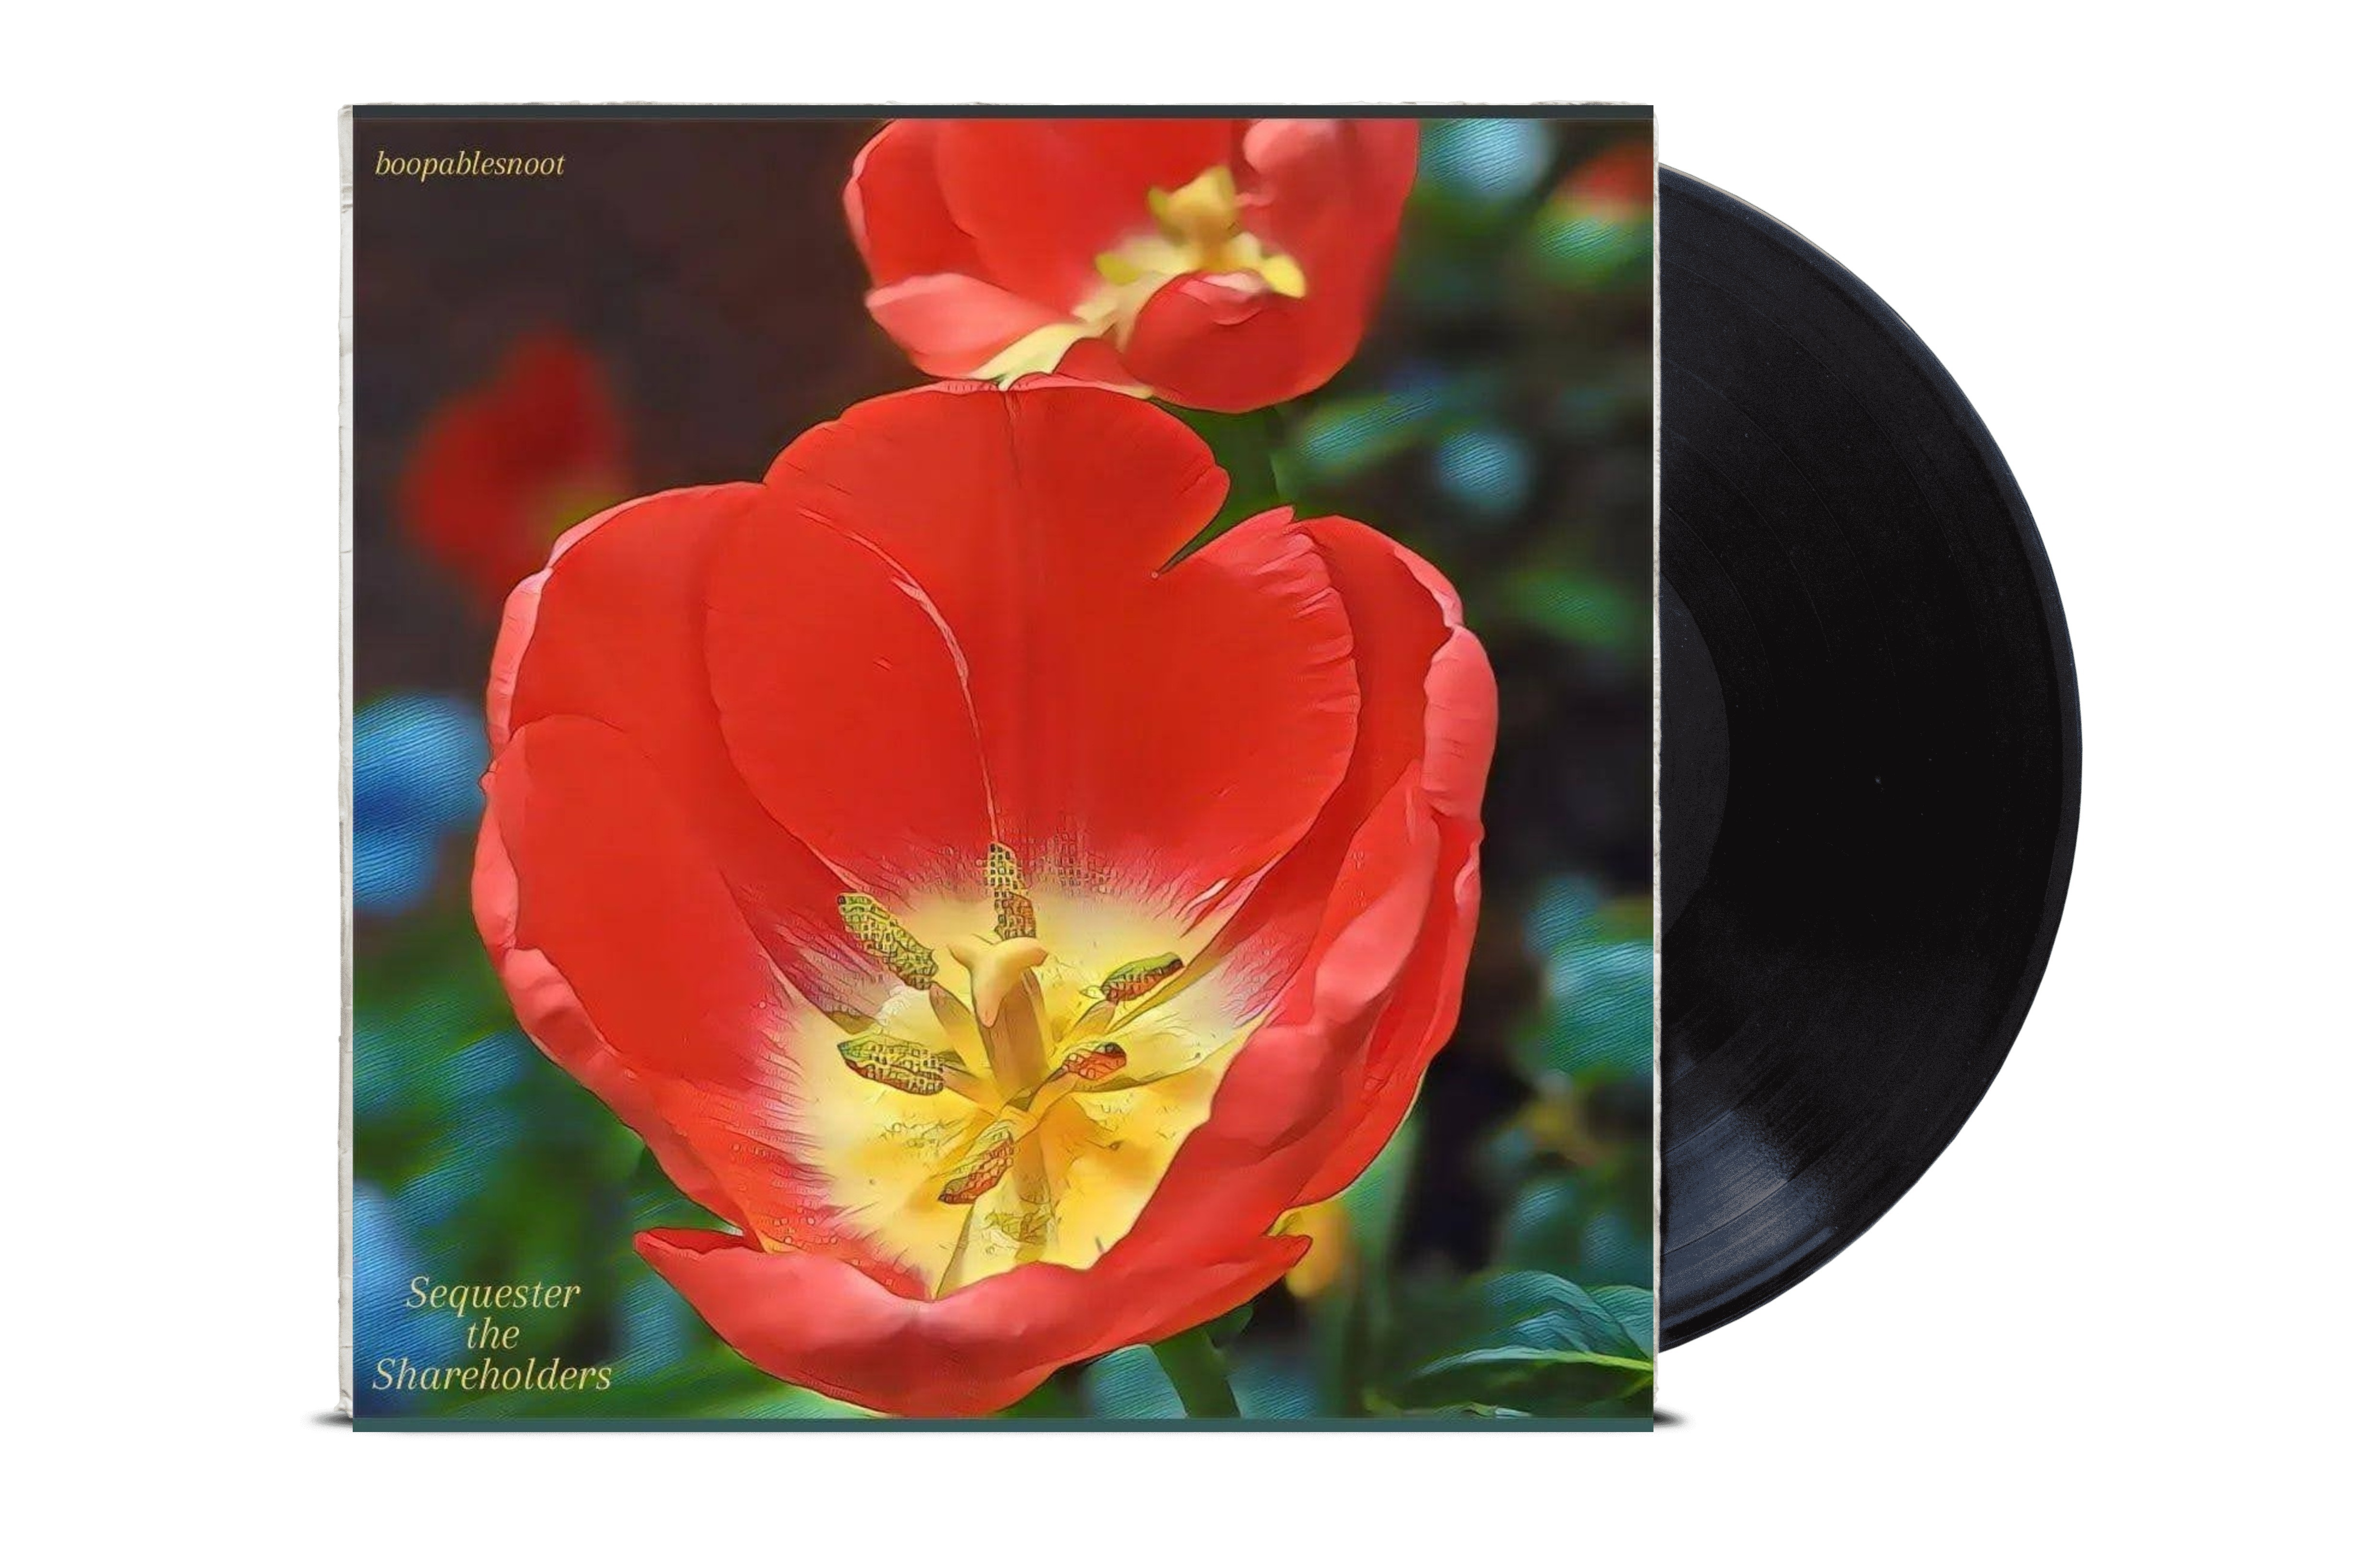 boopablesnoot
Sequester
the
Shareholders